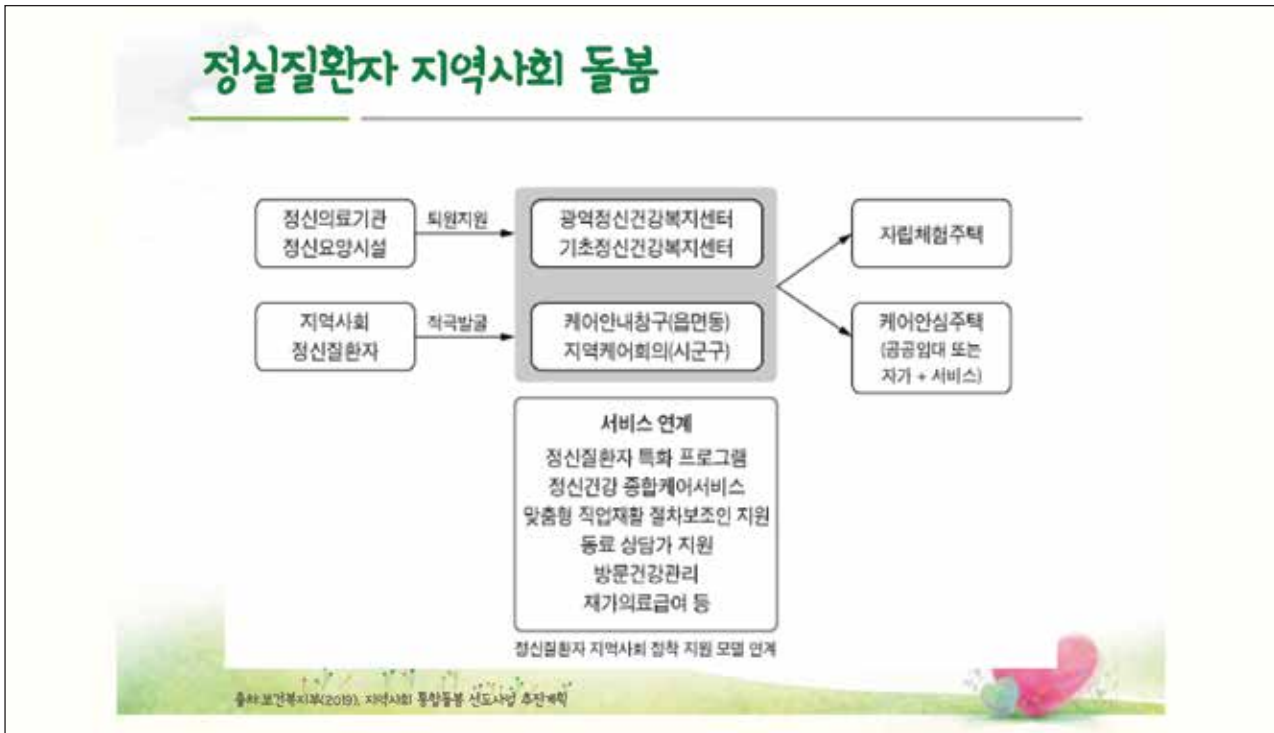 정실질환자 지역사회 돌봄
정신의료기관
정신요양시설
퇴원지원
광역정신건강복지센터
기초정신건강복지센터
자립체험주택
지역사회
정신질환자
적극발굴
케어안내창구(읍면동)
지역케어회의(시군구)
케어안심주택
(공공임대 또는
자가 + 서비스)
서비스 연계
정신질환자 특화 프로그램
정신건강 종합케어서비스
맞춤형 직업재활 절차보조인 지원
동료 상담가 지원
방문건강관리
재가의료급여 등
정신질환자 지역사회 정착 지원 모델 연계
출처:보건복지부(2019). 지역사회 통합돌봄 선도사업 추진계획